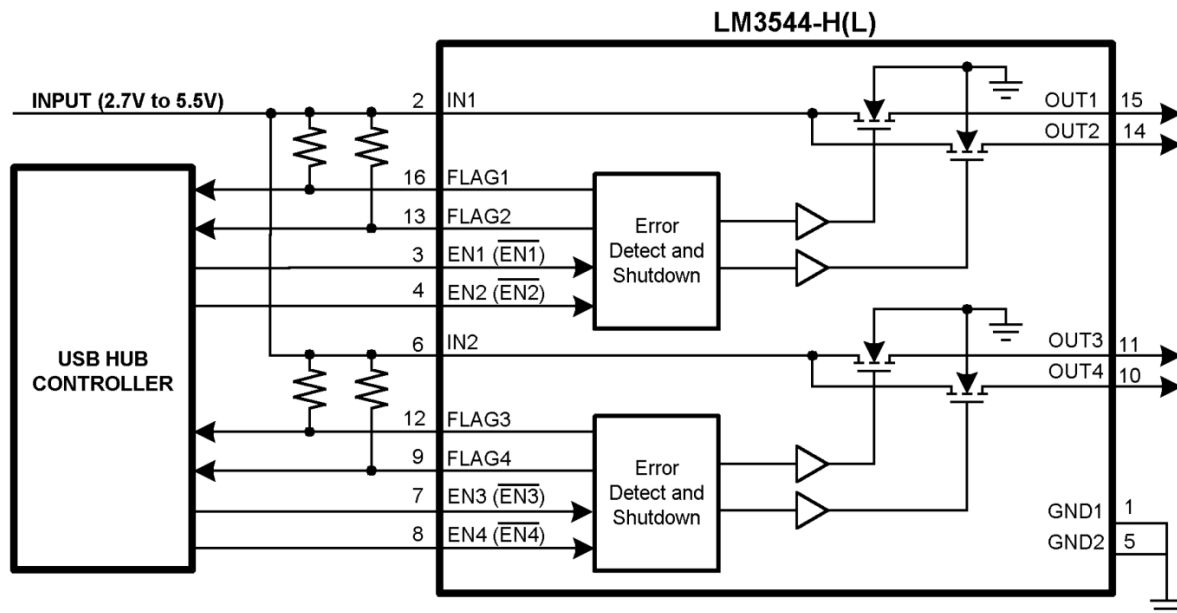 LM3544-H(L)
INPUT (2.7V to 5.5V)
2 IN1
OUT1 15
OUT2 14
16 FLAG1
13 FLAG2
3 EN1 (EN1)
4 EN2 (EN2)
Error
Detect and
Shutdown
6 IN2
OUT3 11
OUT4 10
USB HUB
CONTROLLER
12 FLAG3
9 FLAG4
7 EN3 (EN3)
8 EN4 (EN4)
Error
Detect and
Shutdown
GND1 1
GND2 5